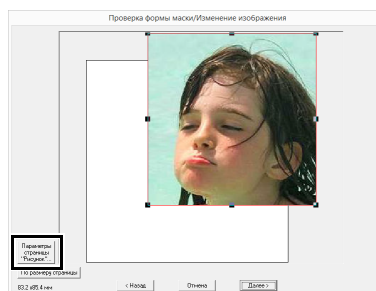 Проверка формы маски/Изменение изображения
Параметры
страницы
"Рисунок"...
По размеру страницы
83,2 x85,4 мм
< Назад
Отмена
Далее >